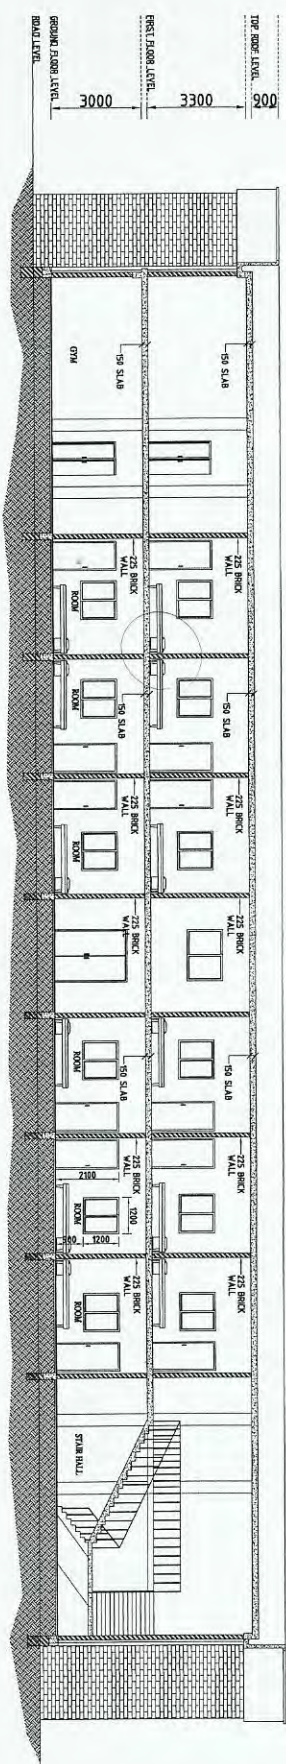 TOP ROOF LEVEL
900
3300
150 SLAB
225 BRICK
WALL
150 SLAB
225 BRICK
WALL
225 BRICK
WALL
150 SLAB
225 BRICK
WALL
225 BRICK
WALL
FIRST FLOOR LEVEL
3000
150 SLAB
225 BRICK
WALL
150 SLAB
225 BRICK
WALL
225 BRICK
WALL
150 SLAB
225 BRICK
WALL
225 BRICK
WALL
GYM
ROOM
ROOM
ROOM
ROOM
2100
ROOM
1200
1200
ROOM
STAIR HALL
GROUND FLOOR LEVEL
ROAD LEVEL